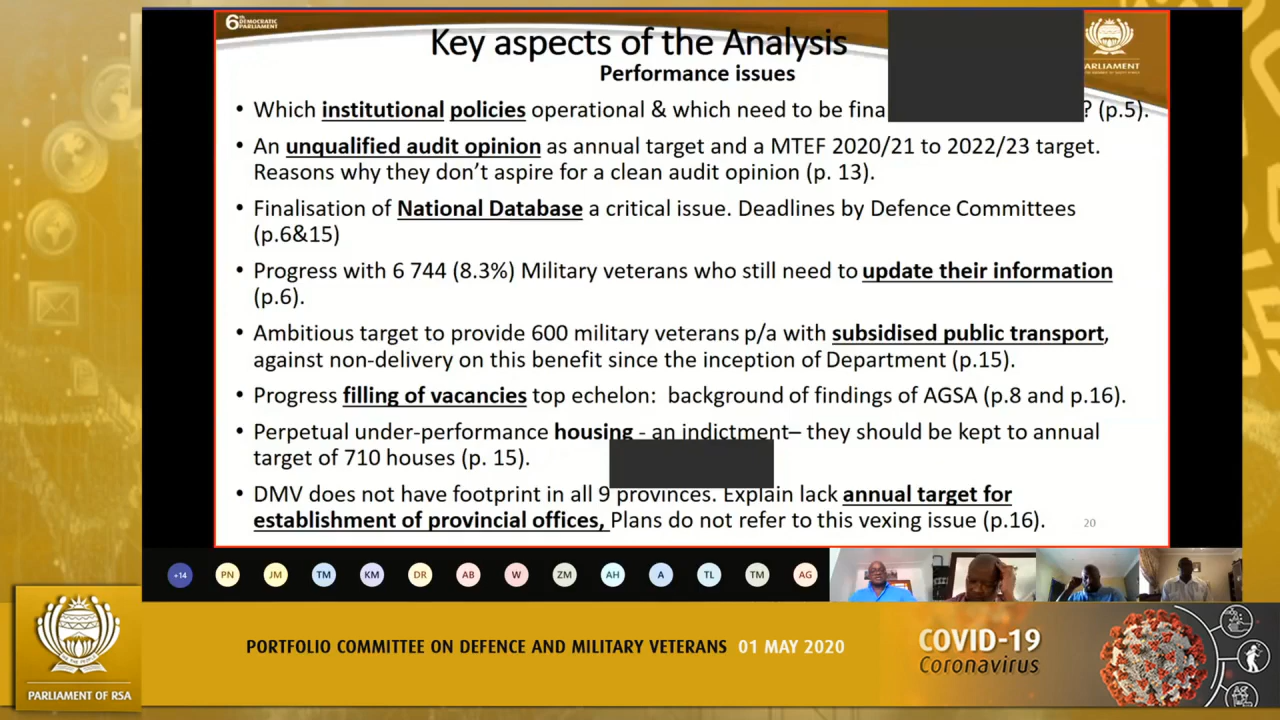 6TH DEMOCRATIC PARLIAMENT
Key aspects of the Analysis
PARLIAMENT
Performance issues
• Which institutional policies operational & which need to be fina ? (p.5).
• An unqualified audit opinion as annual target and a MTEF 2020/21 to 2022/23 target.
Reasons why they don't aspire for a clean audit opinion (p. 13).
• Finalisation of National Database a critical issue. Deadlines by Defence Committees
(p.6&15)
• Progress with 6 744 (8.3%) Military veterans who still need to update their information
(p.6).
• Ambitious target to provide 600 military veterans p/a with subsidised public transport,
against non-delivery on this benefit since the inception of Department (p.15).
• Progress filling of vacancies top echelon: background of findings of AGSA (p.8 and p.16).
• Perpetual under-performance housing - an indictment– they should be kept to annual
target of 710 houses (p. 15).
• DMV does not have footprint in all 9 provinces. Explain lack annual target for
establishment of provincial offices, Plans do not refer to this vexing issue (p.16).
20
+14 PN JM TM KM DR AB W ZM AH A TL TM AG
PORTFOLIO COMMITTEE ON DEFENCE AND MILITARY VETERANS 01 MAY 2020
COVID-19
Coronavirus
PARLIAMENT OF RSA